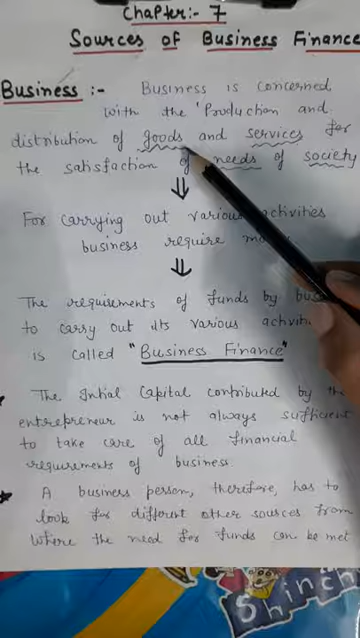 Chapter:- 7
Sources of Business Finance
Business :- Business is concerned
with the Production and
distribution of goods and services for
the satisfaction of needs of society
For carrying out various activities
business require
The requirements of funds by
to carry out its various
is called "Business Finance"
The Intial Capital contributed by the
entrepreneur is not always sufficient
to take care of all financial
requirements of business.
A business person, therefore, has to
look for different other sources from
where the need for funds can be met
Shinch